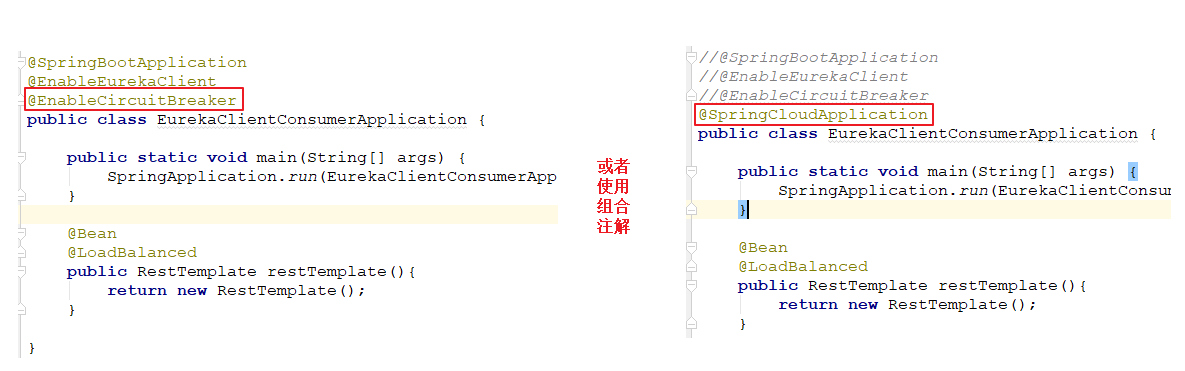 @SpringBootApplication
@EnableEurekaClient
@EnableCircuitBreaker
public class EurekaClientConsumerApplication {
public static void main(String[] args) {
SpringApplication.run(EurekaClientConsumerApp
}
@Bean
@LoadBalanced
public RestTemplate restTemplate(){
return new RestTemplate();
}
}
或者
使用
组合
注解
//@SpringBootApplication
//@EnableEurekaClient
//@EnableCircuitBreaker
@SpringCloudApplication
public class EurekaClientConsumerApplication {
public static void main(String[] args) {
SpringApplication.run(EurekaClientConsu
}
@Bean
@LoadBalanced
public RestTemplate restTemplate(){
return new RestTemplate();
}